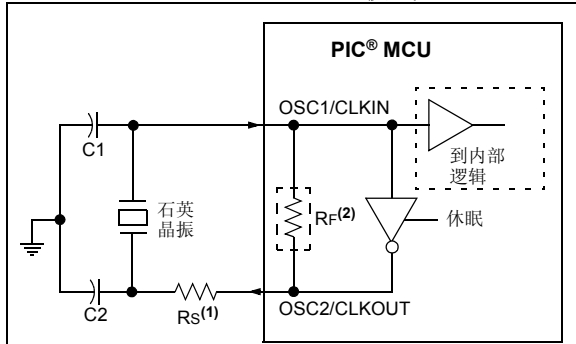 PIC® MCU
OSC1/CLKIN
C1
到内部
逻辑
石英
晶振
RF(2)
休眠
C2
RS(1)
OSC2/CLKOUT